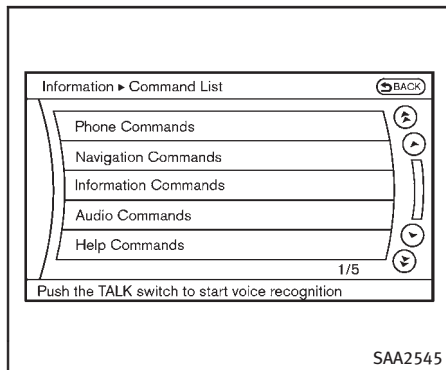 Information ▸ Command List
BACK
Phone Commands
Navigation Commands
Information Commands
Audio Commands
Help Commands
1/5
Push the TALK switch to start voice recognition
SAA2545